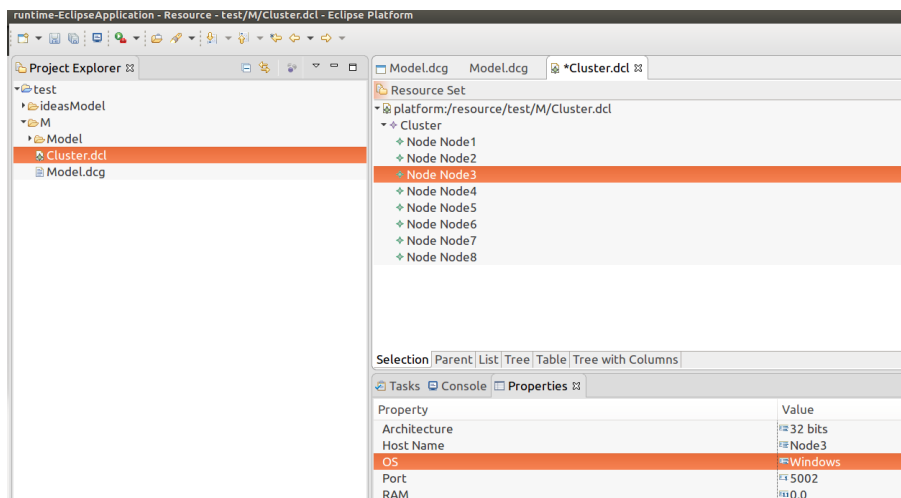 runtime-EclipseApplication - Resource - test/M/Cluster.dcl - Eclipse Platform
Project Explorer
test
ideasModel
M
Model
Cluster.dcl
Model.dcg
Model.dcg Model.dcg *Cluster.dcl
Resource Set
platform:/resource/test/M/Cluster.dcl
Cluster
Node Node1
Node Node2
Node Node3
Node Node4
Node Node5
Node Node6
Node Node7
Node Node8
Selection Parent List Tree Table Tree with Columns
Tasks Console Properties
Property Value
Architecture 32 bits
Host Name Node3
OS Windows
Port 5002
RAM 0.0